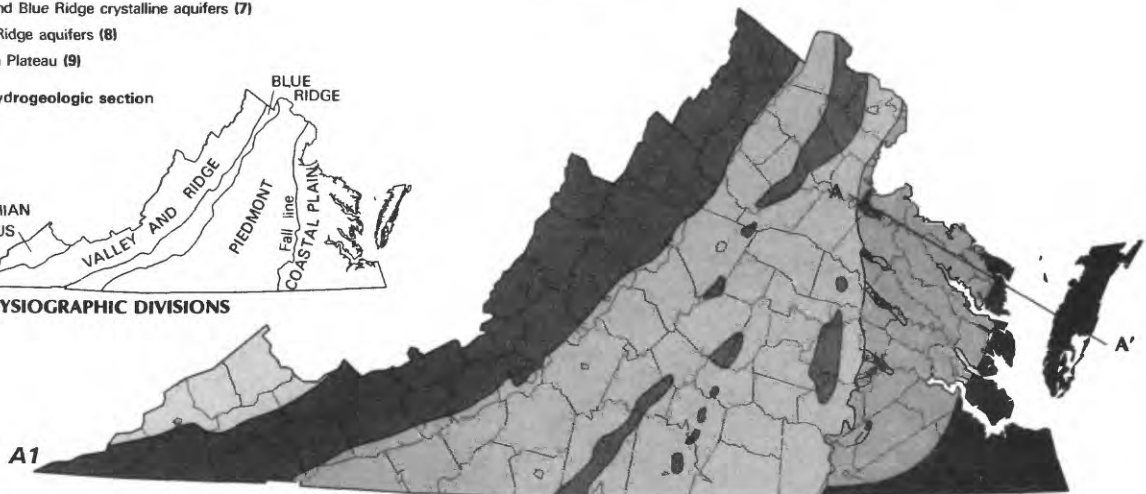 nd Blue Ridge crystalline aquifers (7)
Ridge aquifers (8)
Plateau (9)
ydrogeologic section
BLUE
RIDGE
VALLEY AND RIDGE
PIEDMONT
Fall line
COASTAL PLAIN
HIAN
US
YSIOGRAPHIC DIVISIONS
A
A'
A1